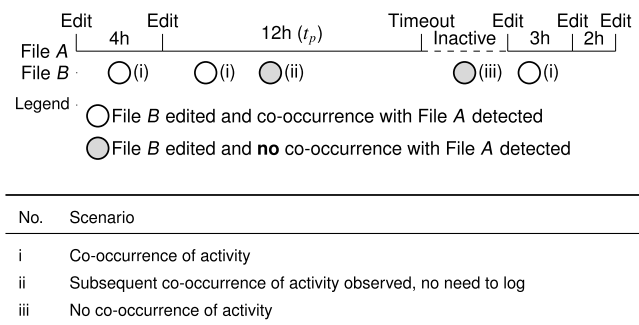 Edit Edit Timeout Edit Edit Edit
4h 12h (tp) Inactive 3h 2h
File A
File B (i) (i) (ii) (iii) (i)
Legend
File B edited and co-occurrence with File A detected
File B edited and no co-occurrence with File A detected
No. Scenario
i Co-occurrence of activity
ii Subsequent co-occurrence of activity observed, no need to log
iii No co-occurrence of activity